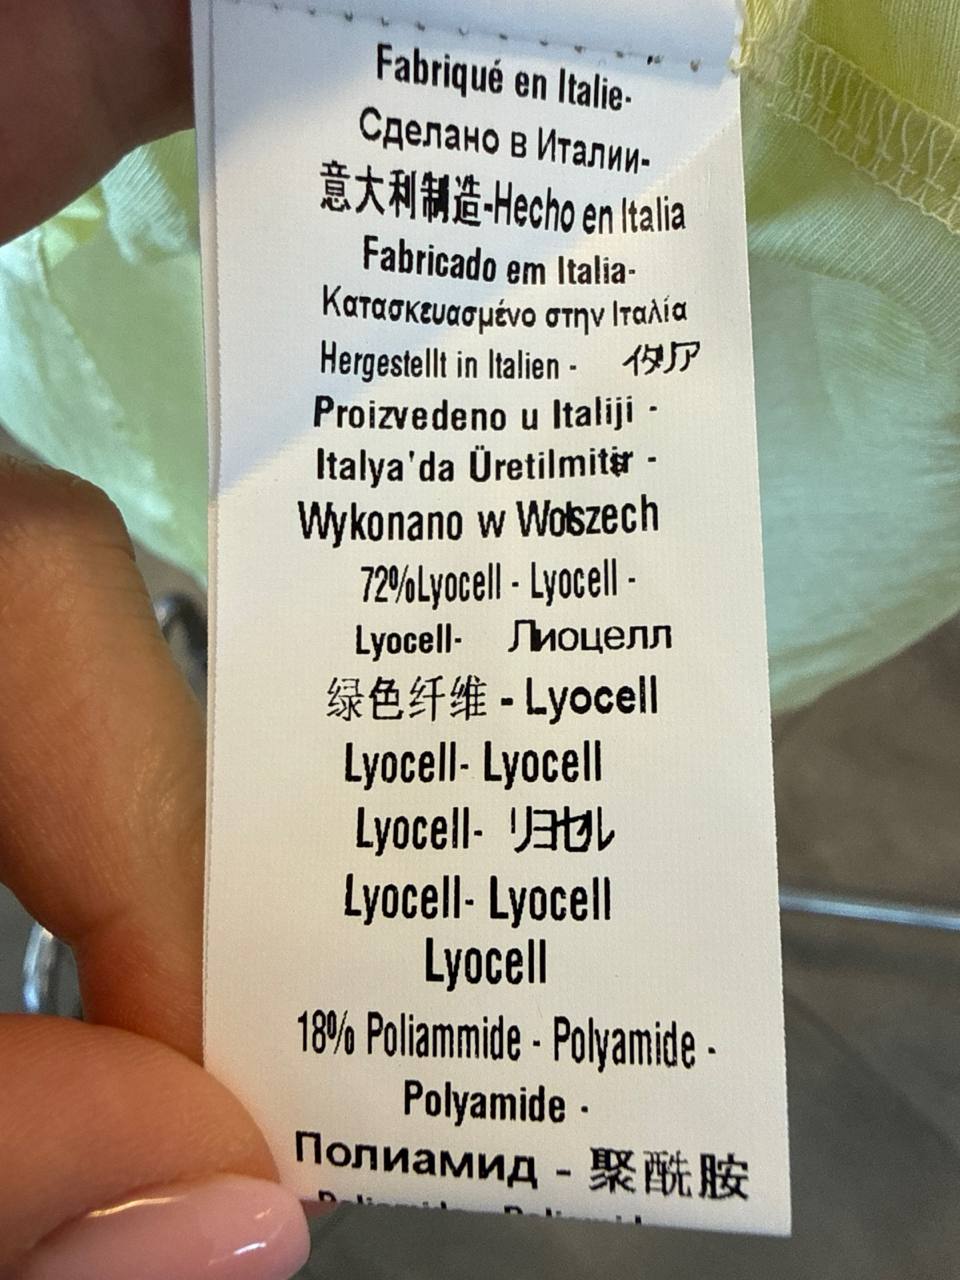 Fabriqué en Italie-
Сделано в Италии-
意大利制造-Hecho en Italia
Fabricado em Italia-
Κατασκευασμένο στην Ιταλία
Hergestellt in Italien - イタリア
Proizvedeno u Italiji -
Italya'da Üretilmitir -
Wykonano w
72%Lyocell - Lyocell -
Lyocell- Лиоцелл
绿色纤维 - Lyocell
Lyocell- Lyocell
Lyocell- リヨセル
Lyocell- Lyocell
Lyocell
18% Poliammide - Polyamide -
Polyamide -
Полиамид - 聚酰胺